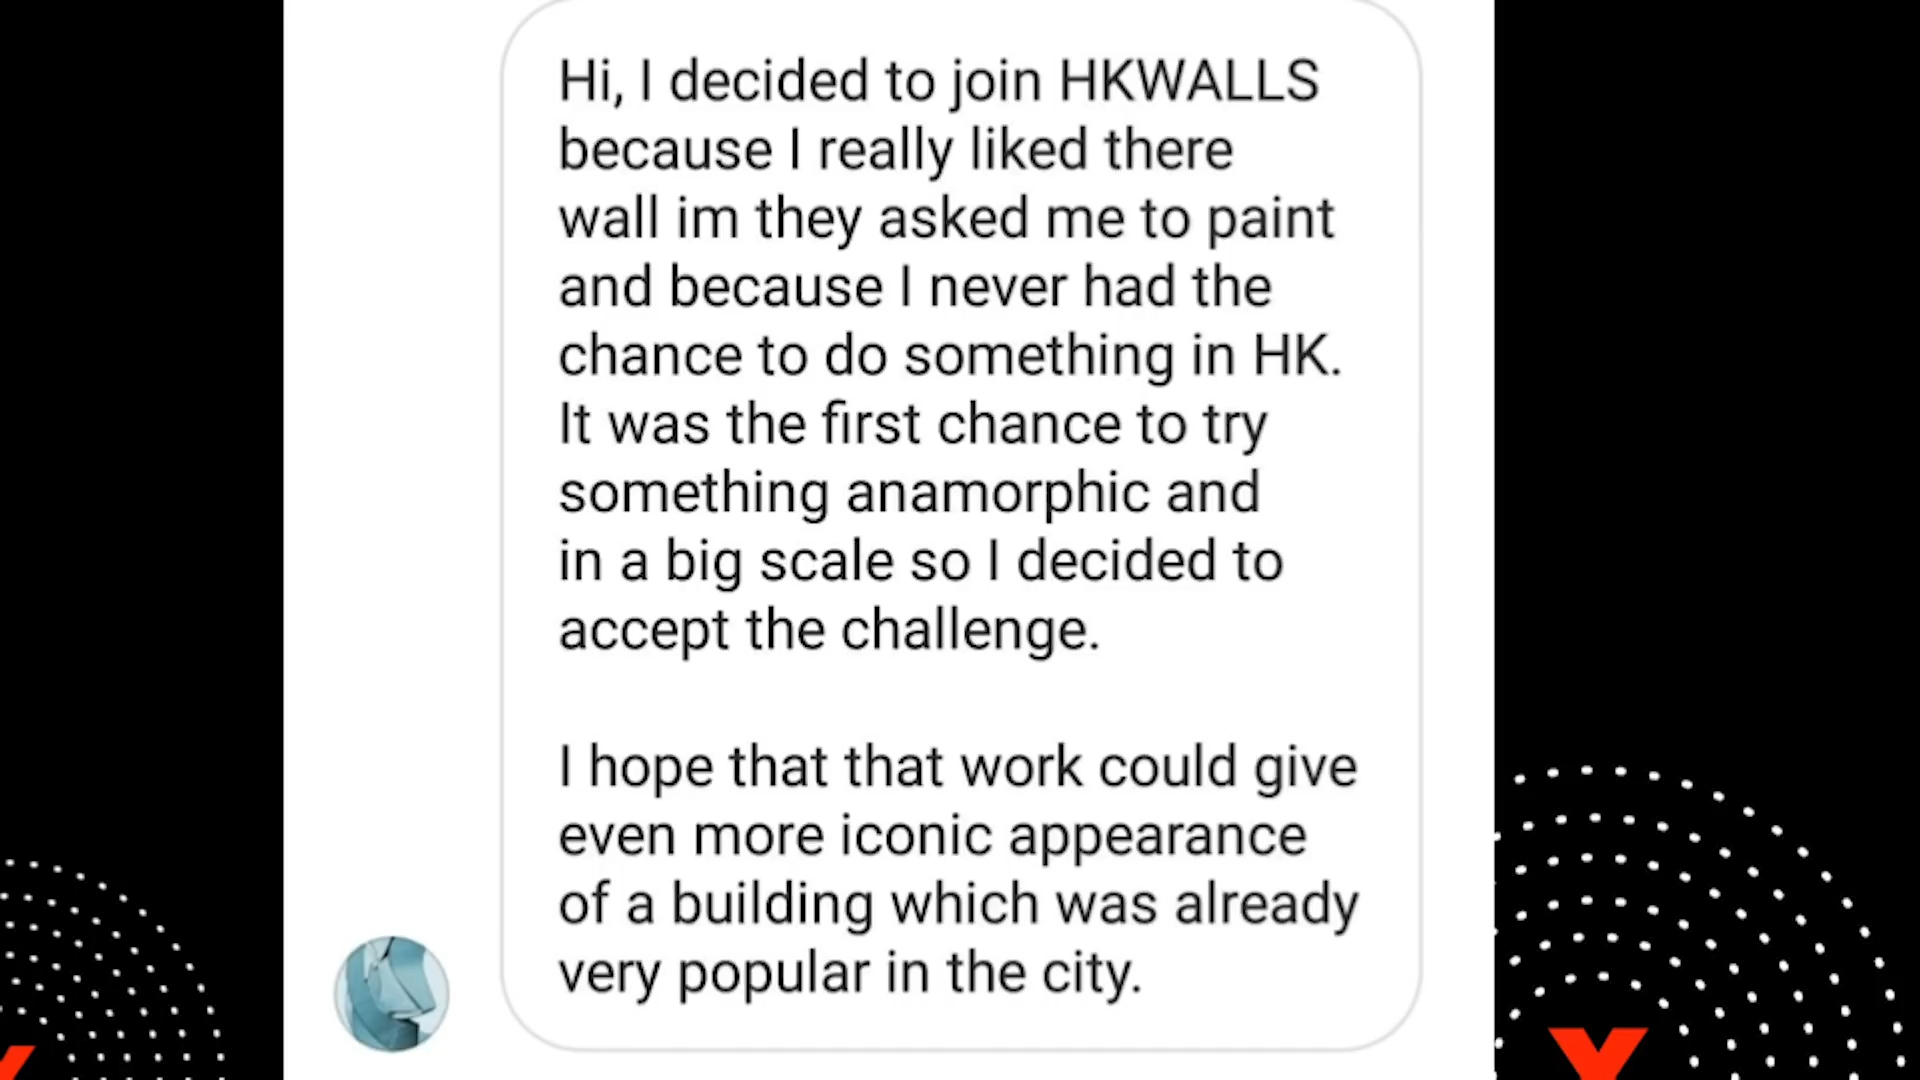 Hi, I decided to join HKWALLS
because I really liked there
wall im they asked me to paint
and because I never had the
chance to do something in HK.
It was the first chance to try
something anamorphic and
in a big scale so I decided to
accept the challenge.
I hope that that work could give
even more iconic appearance
of a building which was already
very popular in the city.